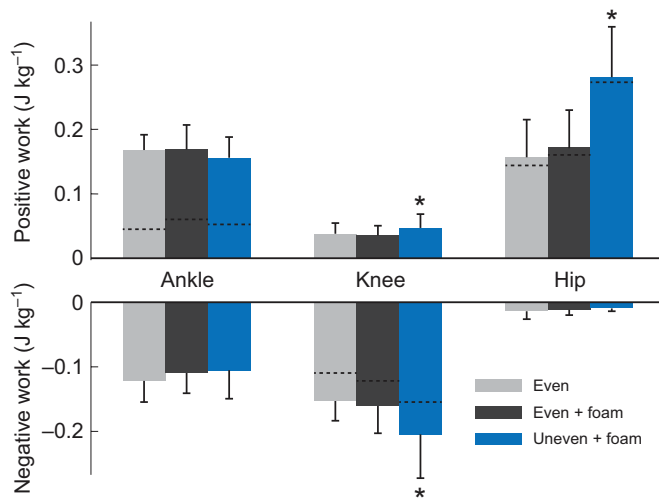 *
0.3
Positive work (J kg⁻¹)
0.2
*
0.1
0
Ankle Knee Hip
0
Negative work (J kg⁻¹)
–0.1
Even
Even + foam
–0.2
Uneven + foam
*